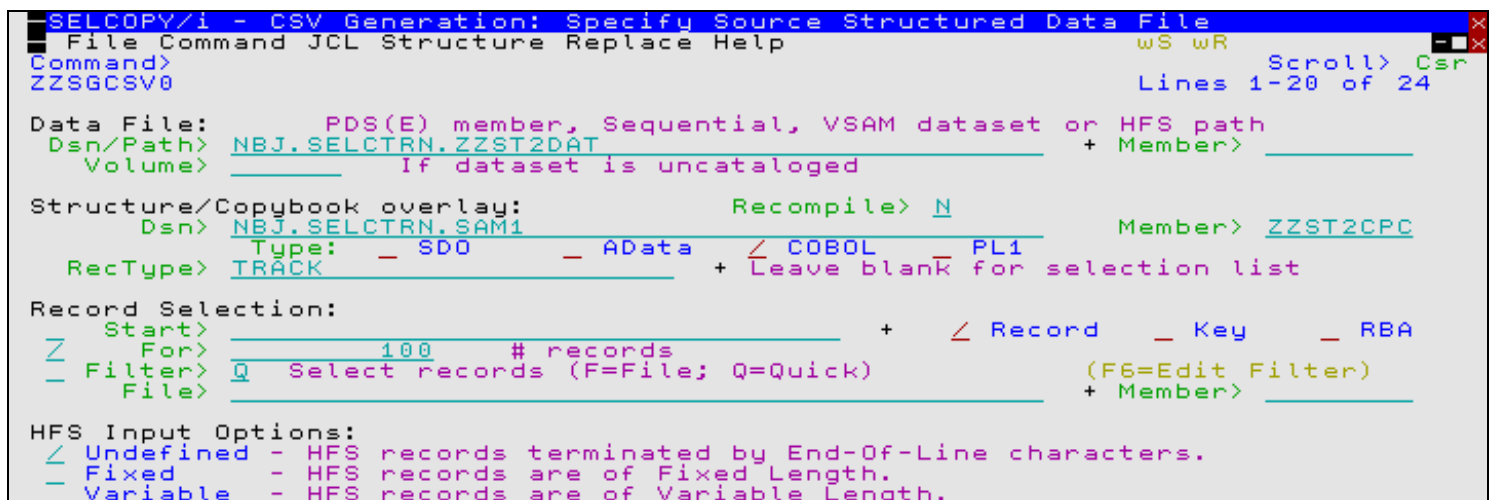 SELCOPY/i - CSV Generation: Specify Source Structured Data File
File Command JCL Structure Replace Help wS wR
Command> Scroll> Csr
ZZSGCSV0 Lines 1-20 of 24
Data File: PDS(E) member, Sequential, VSAM dataset or HFS path
Dsn/Path> NBJ.SELCTRN.ZZST2DAT + Member>
Volume> If dataset is uncataloged
Structure/Copybook overlay: Recompile> N
Dsn> NBJ.SELCTRN.SAM1 Member> ZZST2CPC
Type: _ SDO _ AData / COBOL _ PL1
RecType> TRACK + Leave blank for selection list
Record Selection:
Start> + / Record _ Key _ RBA
/ For> 100 # records
_ Filter> Q Select records (F=File; Q=Quick) (F6=Edit Filter)
File> + Member>
HFS Input Options:
/ Undefined - HFS records terminated by End-Of-Line characters.
_ Fixed - HFS records are of Fixed Length.
Variable - HFS records are of Variable Length.